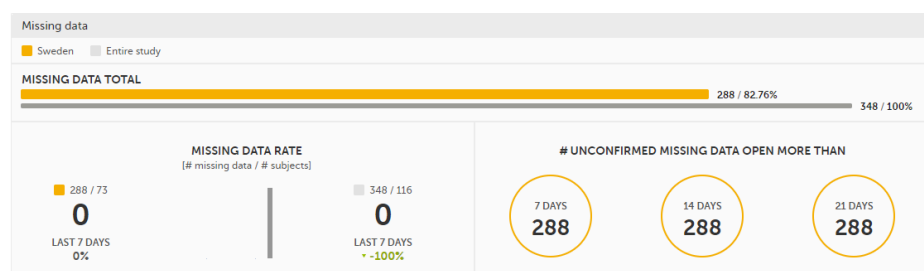 Missing data
Sweden Entire study
MISSING DATA TOTAL
288 / 82.76%
348 / 100%
MISSING DATA RATE
[# missing data / # subjects]
288 / 73
0
LAST 7 DAYS
0%
348 / 116
0
LAST 7 DAYS
▼ -100%
# UNCONFIRMED MISSING DATA OPEN MORE THAN
7 DAYS
288
14 DAYS
288
21 DAYS
288